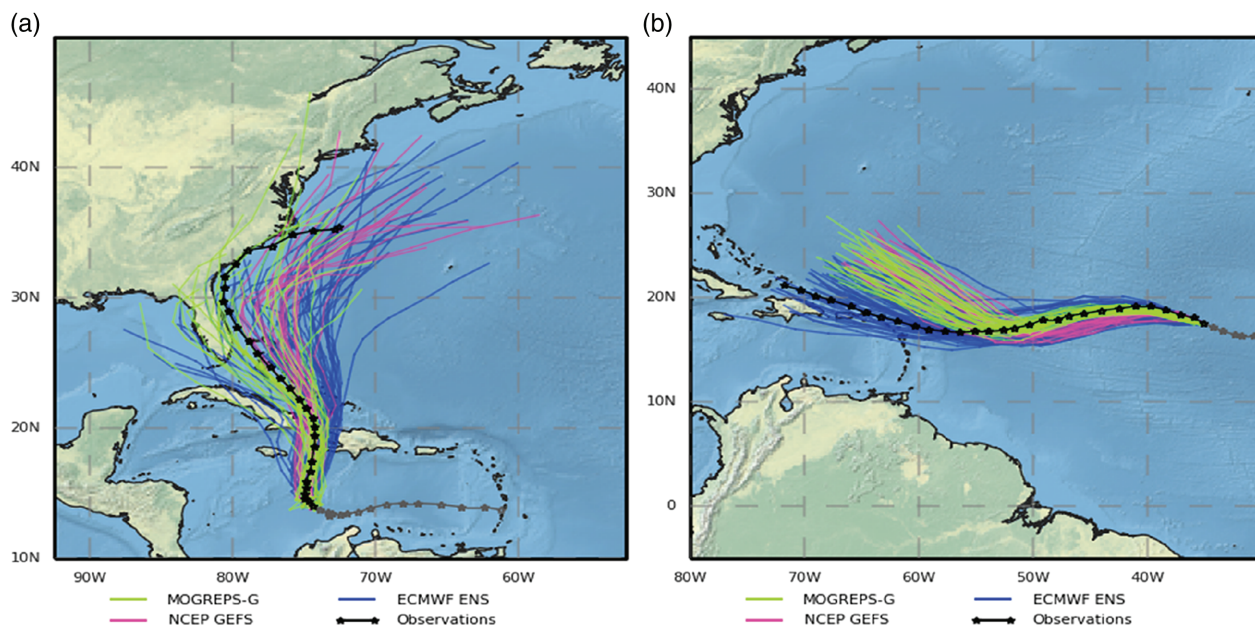 (a)
(b)
40N
30N
20N
10N
90W
80W
70W
60W
40N
30N
20N
10N
0
80W
70W
60W
50W
40W
MOGREPS-G
ECMWF ENS
NCEP GEFS
Observations
MOGREPS-G
ECMWF ENS
NCEP GEFS
Observations